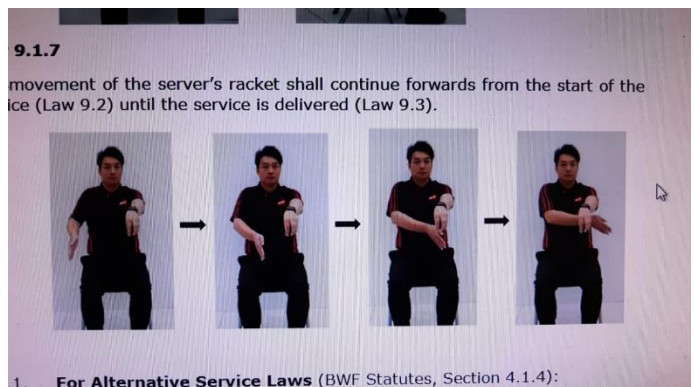 9.1.7
movement of the server's racket shall continue forwards from the start of the
ice (Law 9.2) until the service is delivered (Law 9.3).
1. For Alternative Service Laws (BWF Statutes, Section 4.1.4):